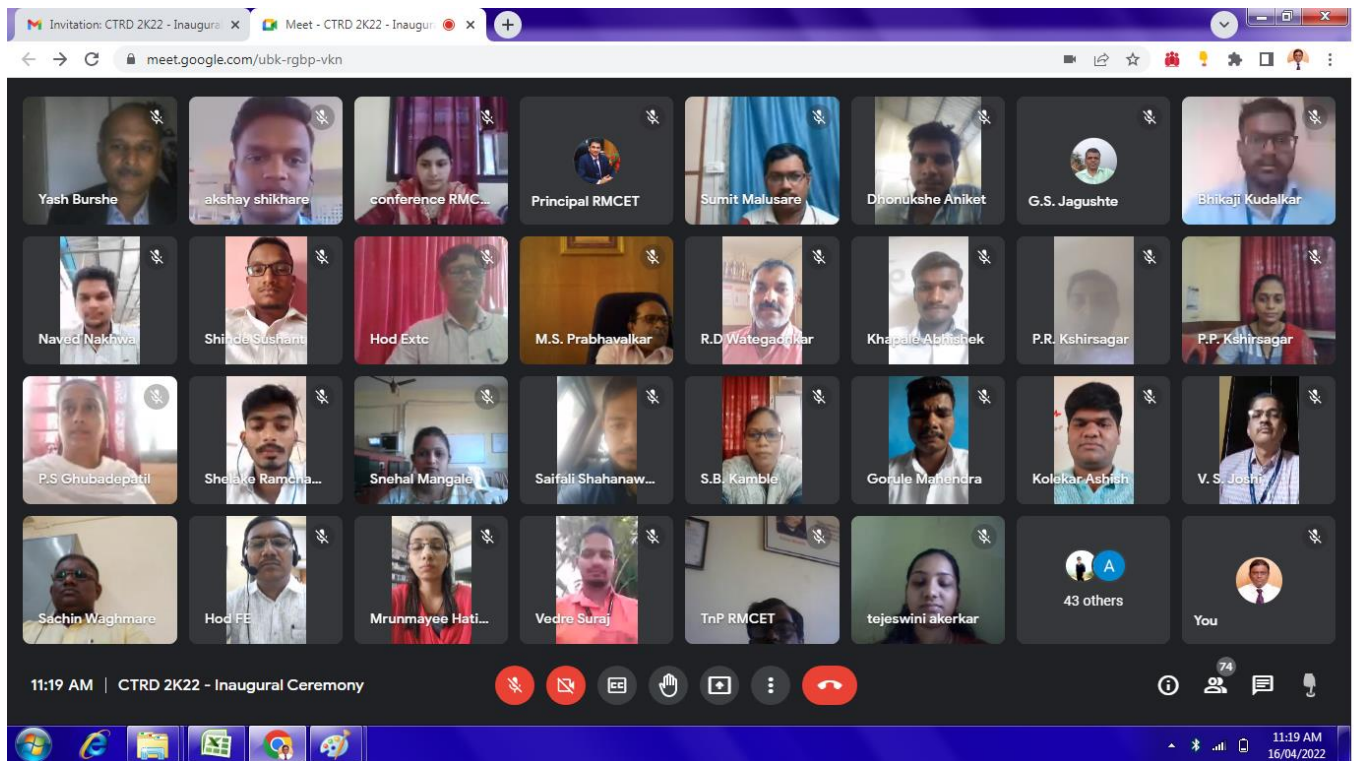 Invitation: CTRD 2K22 - Inaugura
Meet - CTRD 2K22 - Inaugur
meet.google.com/ubk-rgbp-vkn
Yash Burshe
akshay shikhare
conference RMC...
Principal RMCET
Sumit Malusare
Dhonukshe Aniket
G.S. Jagushte
Bhikaji Kudalkar
Naved Nakhwa
Shinde Sushant
Hod Extc
M.S. Prabhavalkar
R.D Wategaonkar
Khapale Abhishek
P.R. Kshirsagar
P.P. Kshirsagar
P.S Ghubadepatil
Shelake Ramcha...
Snehal Mangale
Saifali Shahanaw...
S.B. Kamble
Gorule Mahendra
Kolekar Ashish
V. S. Joshi
Sachin Waghmare
Hod FE
Mrunmayee Hati...
Vedre Suraj
TnP RMCET
tejeswini akerkar
A
43 others
You
11:19 AM | CTRD 2K22 - Inaugural Ceremony
CC
74
11:19 AM
16/04/2022